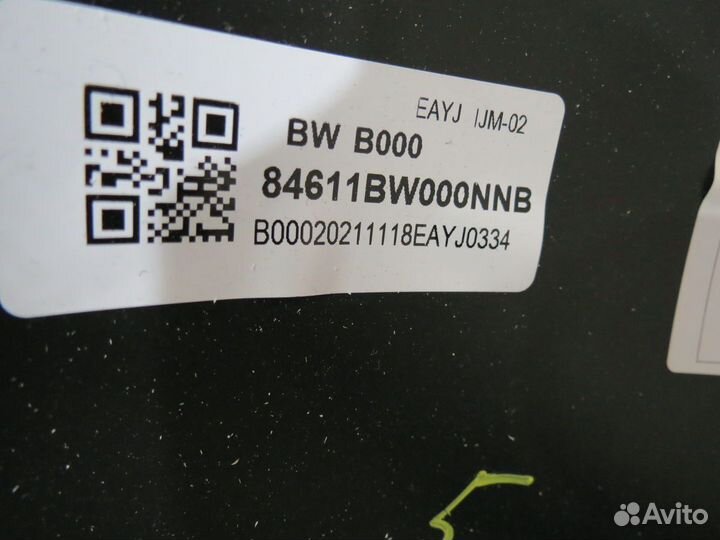 EAYJ IJM-02
BW B000
84611BW000NNB
B00020211118EAYJ0334
Avito